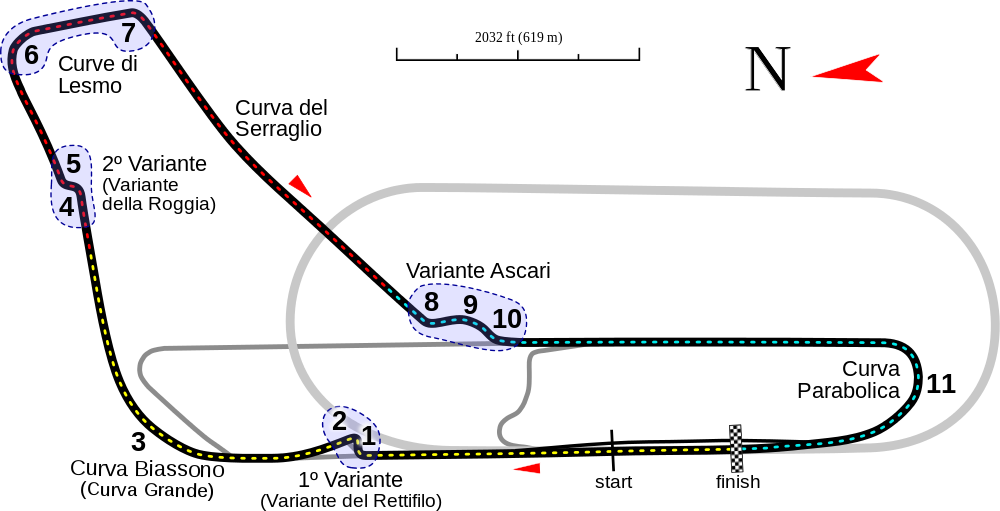 2032 ft (619 m)
N
7
6
Curve di
Lesmo
Curva del
Serraglio
5
4
2º Variante
(Variante
della Roggia)
Variante Ascari
8
9
10
Curva
Parabolica
11
2
1
3
Curva Biassono
(Curva Grande)
1º Variante
(Variante del Rettifilo)
start
finish